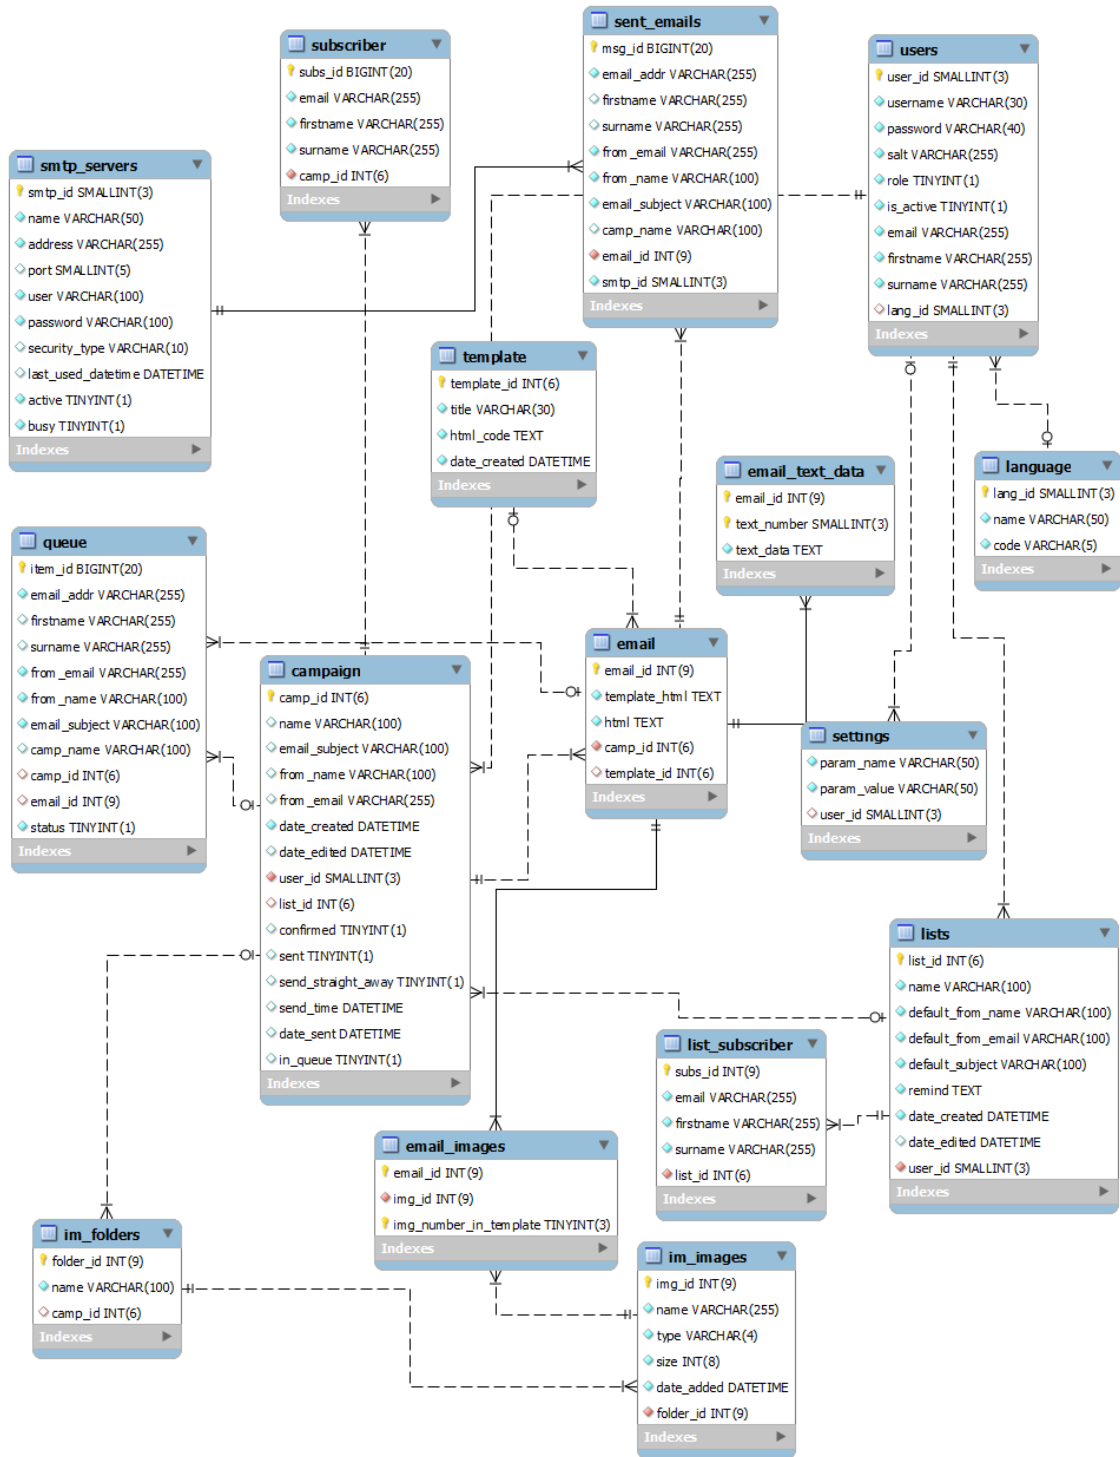 subscriber
subs_id BIGINT(20)
email VARCHAR(255)
firstname VARCHAR(255)
surname VARCHAR(255)
camp_id INT(6)
Indexes
sent_emails
msg_id BIGINT(20)
email_addr VARCHAR(255)
firstname VARCHAR(255)
surname VARCHAR(255)
from_email VARCHAR(255)
from_name VARCHAR(100)
email_subject VARCHAR(100)
camp_name VARCHAR(100)
email_id INT(9)
smtp_id SMALLINT(3)
Indexes
users
user_id SMALLINT(3)
username VARCHAR(30)
password VARCHAR(40)
salt VARCHAR(255)
role TINYINT(1)
is_active TINYINT(1)
email VARCHAR(255)
firstname VARCHAR(255)
surname VARCHAR(255)
lang_id SMALLINT(3)
Indexes
smtp_servers
smtp_id SMALLINT(3)
name VARCHAR(50)
address VARCHAR(255)
port SMALLINT(5)
user VARCHAR(100)
password VARCHAR(100)
security_type VARCHAR(10)
last_used_datetime DATETIME
active TINYINT(1)
busy TINYINT(1)
Indexes
template
template_id INT(6)
title VARCHAR(30)
html_code TEXT
date_created DATETIME
Indexes
email_text_data
email_id INT(9)
text_number SMALLINT(3)
text_data TEXT
Indexes
language
lang_id SMALLINT(3)
name VARCHAR(50)
code VARCHAR(5)
Indexes
queue
item_id BIGINT(20)
email_addr VARCHAR(255)
firstname VARCHAR(255)
surname VARCHAR(255)
from_email VARCHAR(255)
from_name VARCHAR(100)
email_subject VARCHAR(100)
camp_name VARCHAR(100)
camp_id INT(6)
email_id INT(9)
status TINYINT(1)
Indexes
campaign
camp_id INT(6)
name VARCHAR(100)
email_subject VARCHAR(100)
from_name VARCHAR(100)
from_email VARCHAR(255)
date_created DATETIME
date_edited DATETIME
user_id SMALLINT(3)
list_id INT(6)
confirmed TINYINT(1)
sent TINYINT(1)
send_straight_away TINYINT(1)
send_time DATETIME
date_sent DATETIME
in_queue TINYINT(1)
Indexes
email
email_id INT(9)
template_html TEXT
html TEXT
camp_id INT(6)
template_id INT(6)
Indexes
settings
param_name VARCHAR(50)
param_value VARCHAR(50)
user_id SMALLINT(3)
Indexes
lists
list_id INT(6)
name VARCHAR(100)
default_from_name VARCHAR(100)
default_from_email VARCHAR(100)
default_subject VARCHAR(100)
remind TEXT
date_created DATETIME
date_edited DATETIME
user_id SMALLINT(3)
Indexes
list_subscriber
subs_id INT(9)
email VARCHAR(255)
firstname VARCHAR(255)
surname VARCHAR(255)
list_id INT(6)
Indexes
email_images
email_id INT(9)
img_id INT(9)
img_number_in_template TINYINT(3)
Indexes
im_folders
folder_id INT(9)
name VARCHAR(100)
camp_id INT(6)
Indexes
im_images
img_id INT(9)
name VARCHAR(255)
type VARCHAR(4)
size INT(8)
date_added DATETIME
folder_id INT(9)
Indexes